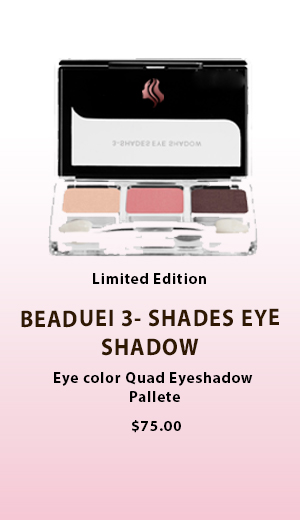 3-SHADES EYE SHADOW
Limited Edition
BEADUEI 3- SHADES EYE
SHADOW
Eye color Quad Eyeshadow
Pallete
$75.00